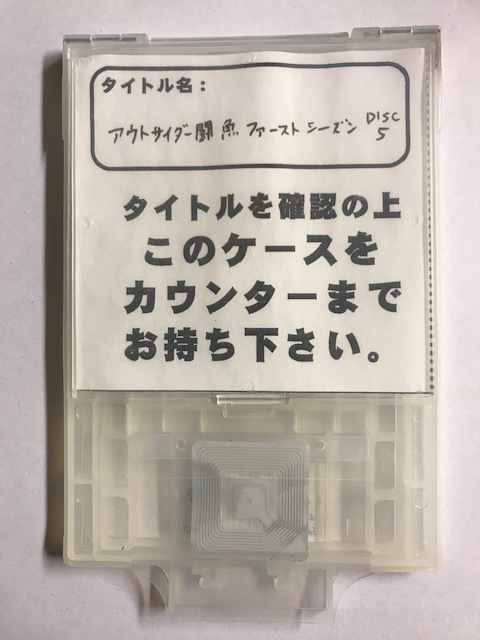 タイトル名：
アウトサイダー闘魚 ファーストシーズン DISC 5
タイトルを確認の上
このケースを
カウンターまで
お持ち下さい。